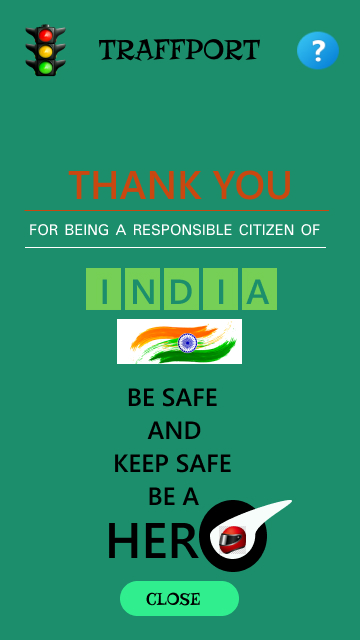 TRAFFPORT
?
THANK YOU
FOR BEING A RESPONSIBLE CITIZEN OF
INDIA
BE SAFE
AND
KEEP SAFE
BE A
HERO
CLOSE